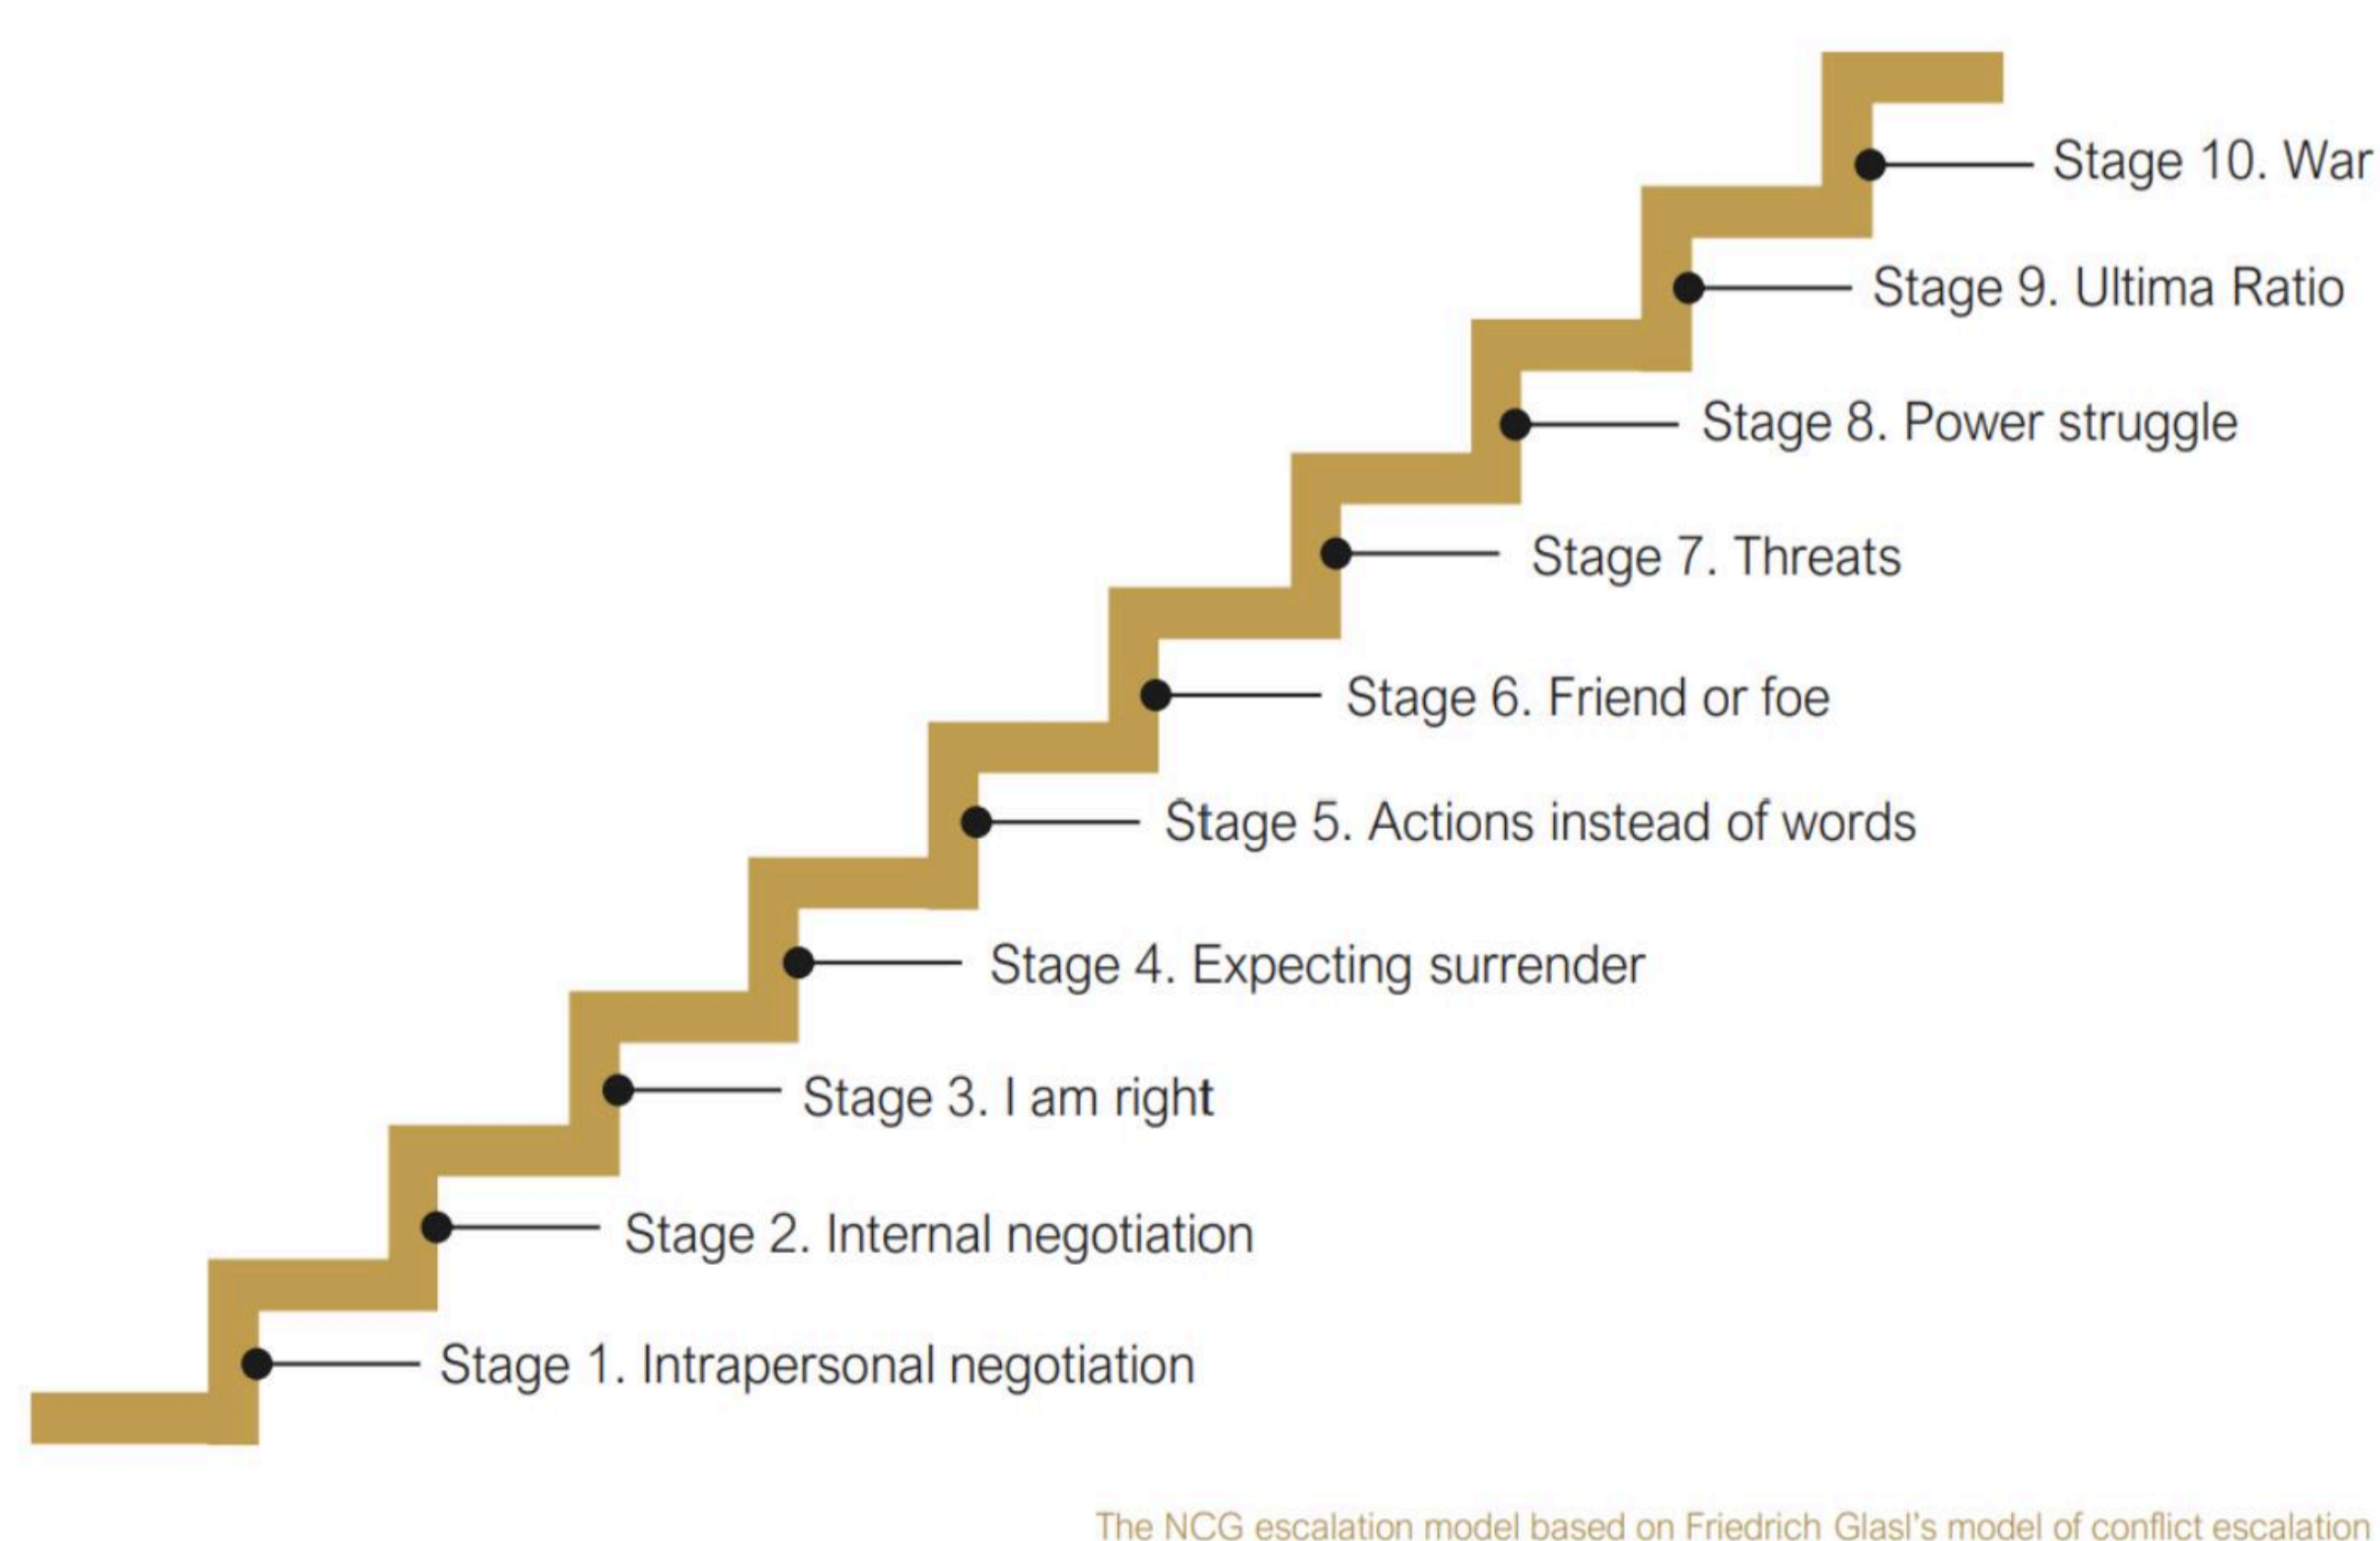 Stage 10. War
Stage 9. Ultima Ratio
Stage 8. Power struggle
Stage 7. Threats
Stage 6. Friend or foe
Stage 5. Actions instead of words
Stage 4. Expecting surrender
Stage 3. I am right
Stage 2. Internal negotiation
Stage 1. Intrapersonal negotiation
The NCG escalation model based on Friedrich Glasl's model of conflict escalation